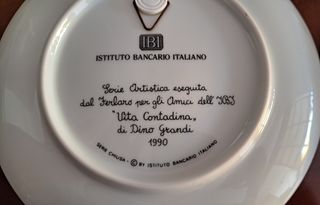 IBI
ISTITUTO BANCARIO ITALIANO
Serie Artistica eseguita
dal Ferlaro per gli Amici dell'IBI
"Vita Contadina„
di Dino Grandi
1990
SERIE CHIUSA - © BY ISTITUTO BANCARIO ITALIANO